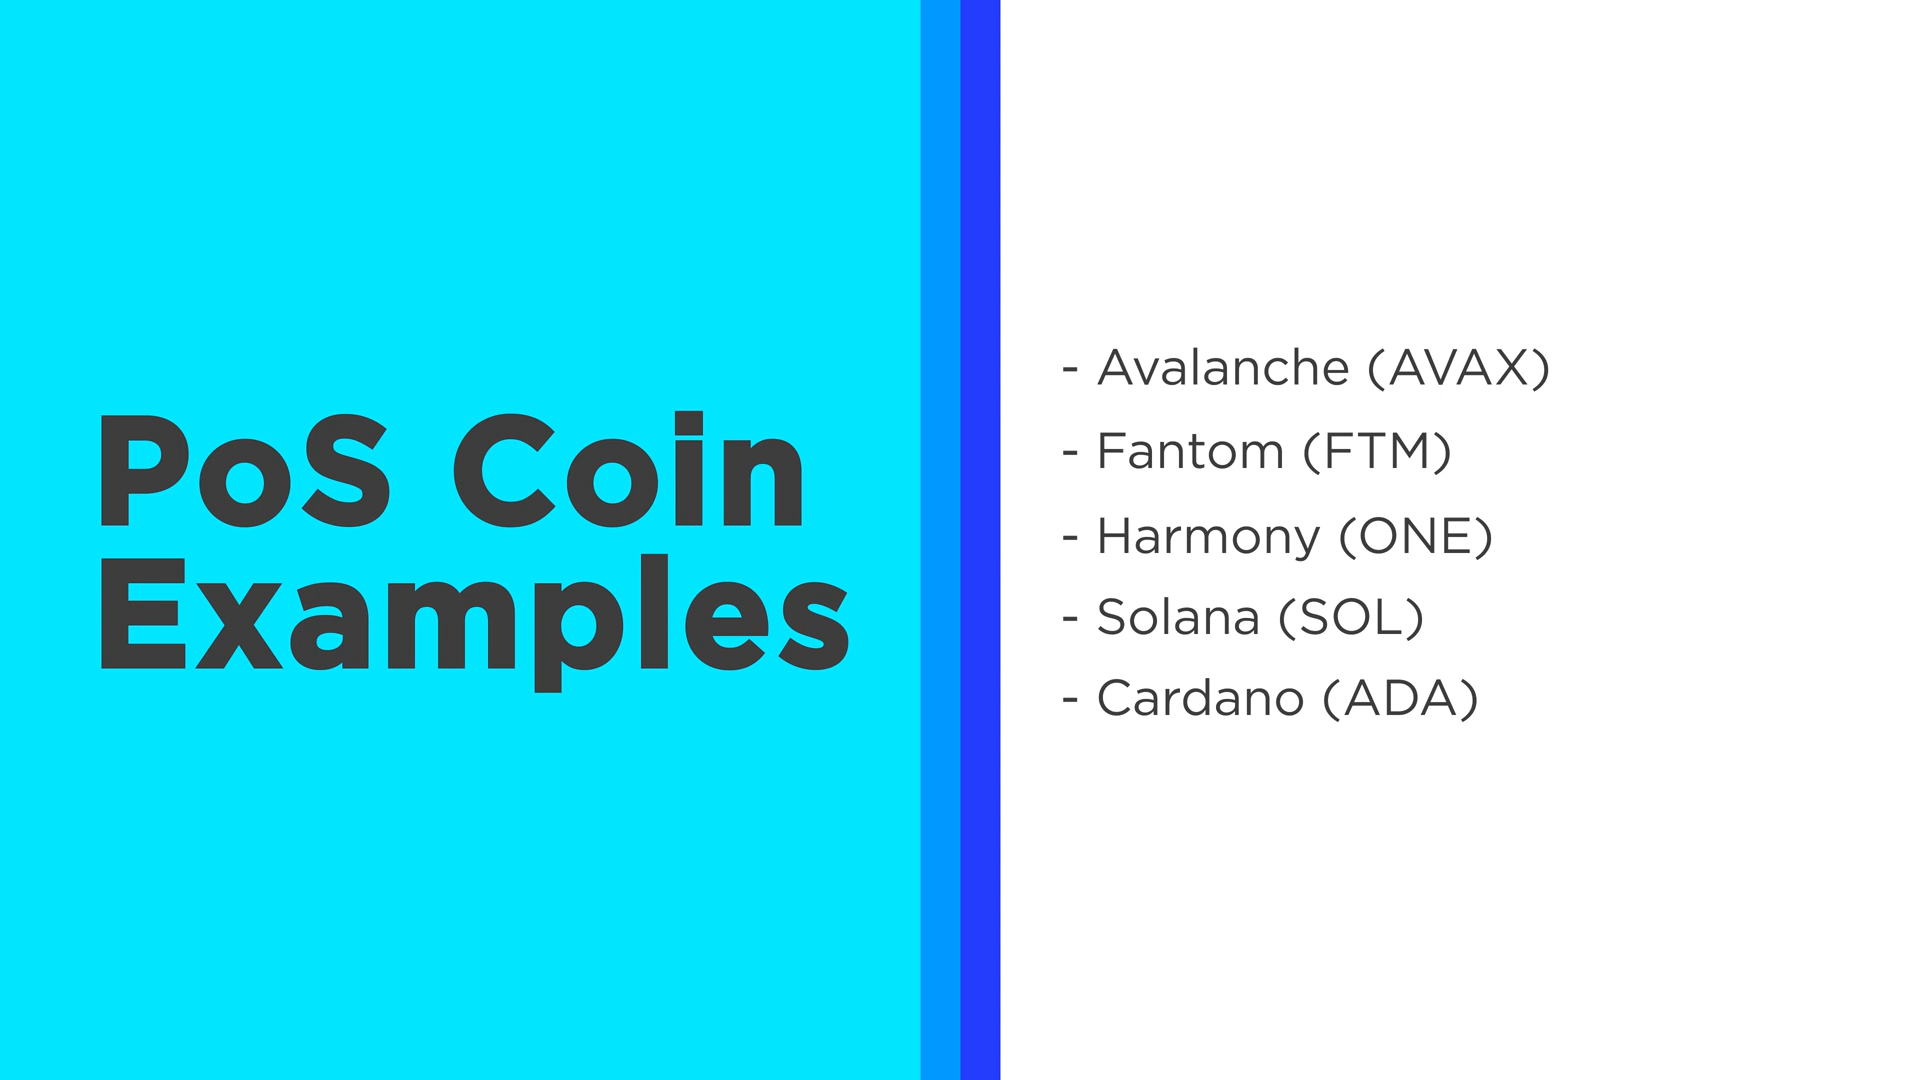 PoS Coin
Examples
- Avalanche (AVAX)
- Fantom (FTM)
- Harmony (ONE)
- Solana (SOL)
- Cardano (ADA)